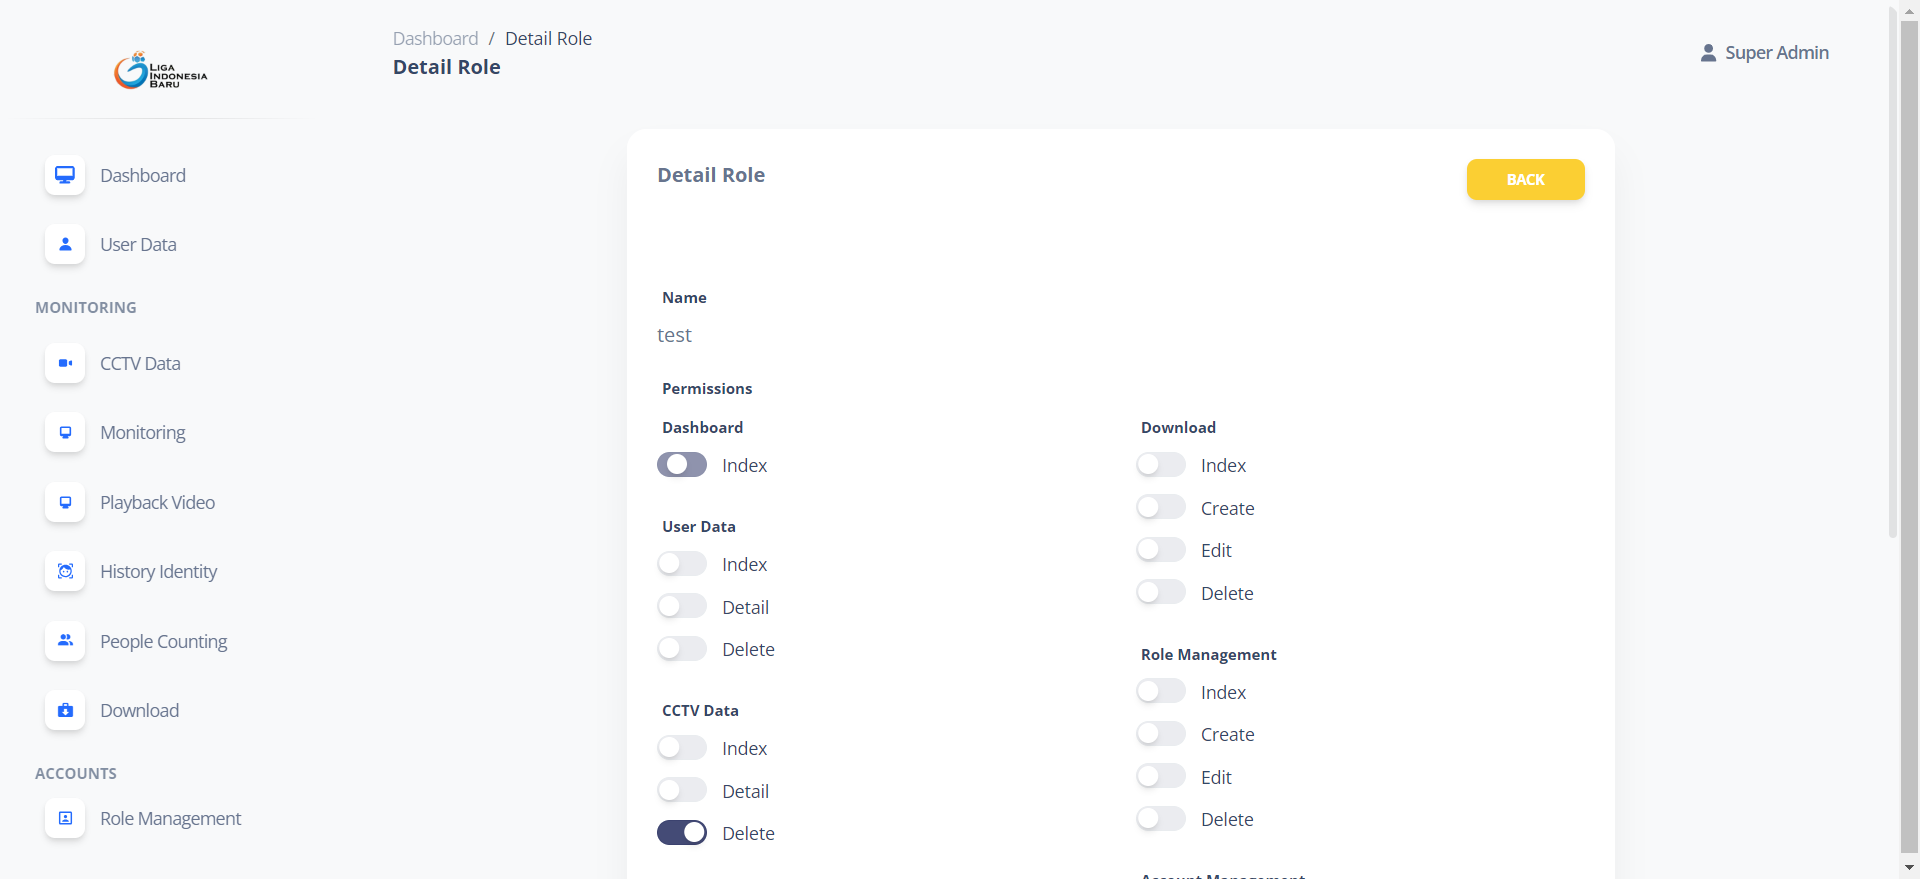 LIGA
INDONESIA
BARU
Dashboard / Detail Role
Detail Role
Super Admin
Dashboard
User Data
MONITORING
CCTV Data
Monitoring
Playback Video
History Identity
People Counting
Download
ACCOUNTS
Role Management
Detail Role
BACK
Name
test
Permissions
Dashboard
Index
User Data
Index
Detail
Delete
CCTV Data
Index
Detail
Delete
Download
Index
Create
Edit
Delete
Role Management
Index
Create
Edit
Delete
Account Management